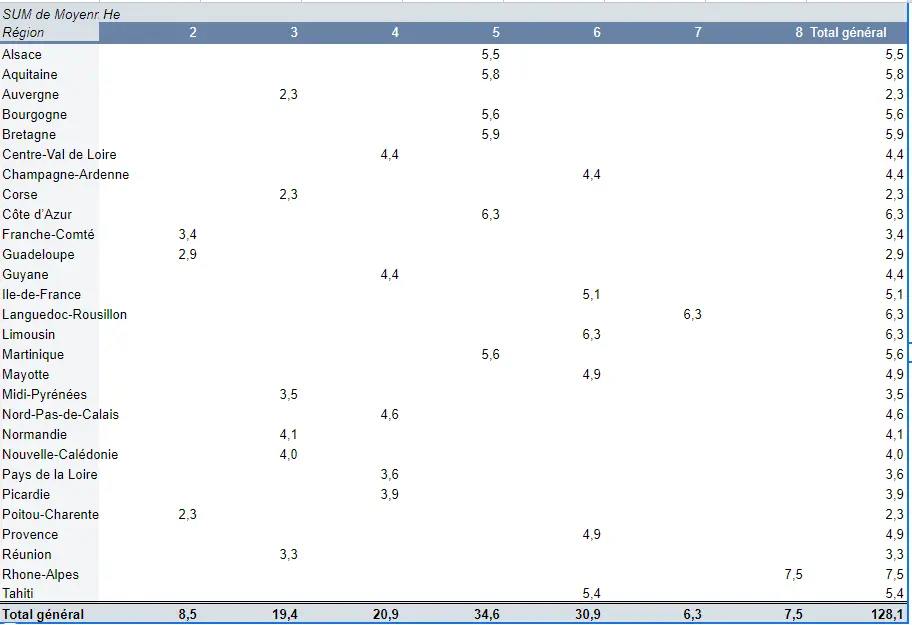 SUM de Moyenr He
Région 2 3 4 5 6 7 8 Total général
Alsace 5,5 5,5
Aquitaine 5,8 5,8
Auvergne 2,3 2,3
Bourgogne 5,6 5,6
Bretagne 5,9 5,9
Centre-Val de Loire 4,4 4,4
Champagne-Ardenne 4,4 4,4
Corse 2,3 2,3
Côte d'Azur 6,3 6,3
Franche-Comté 3,4 3,4
Guadeloupe 2,9 2,9
Guyane 4,4 4,4
Ile-de-France 5,1 5,1
Languedoc-Rousillon 6,3 6,3
Limousin 6,3 6,3
Martinique 5,6 5,6
Mayotte 4,9 4,9
Midi-Pyrénées 3,5 3,5
Nord-Pas-de-Calais 4,6 4,6
Normandie 4,1 4,1
Nouvelle-Calédonie 4,0 4,0
Pays de la Loire 3,6 3,6
Picardie 3,9 3,9
Poitou-Charente 2,3 2,3
Provence 4,9 4,9
Réunion 3,3 3,3
Rhone-Alpes 7,5 7,5
Tahiti 5,4 5,4
Total général 8,5 19,4 20,9 34,6 30,9 6,3 7,5 128,1